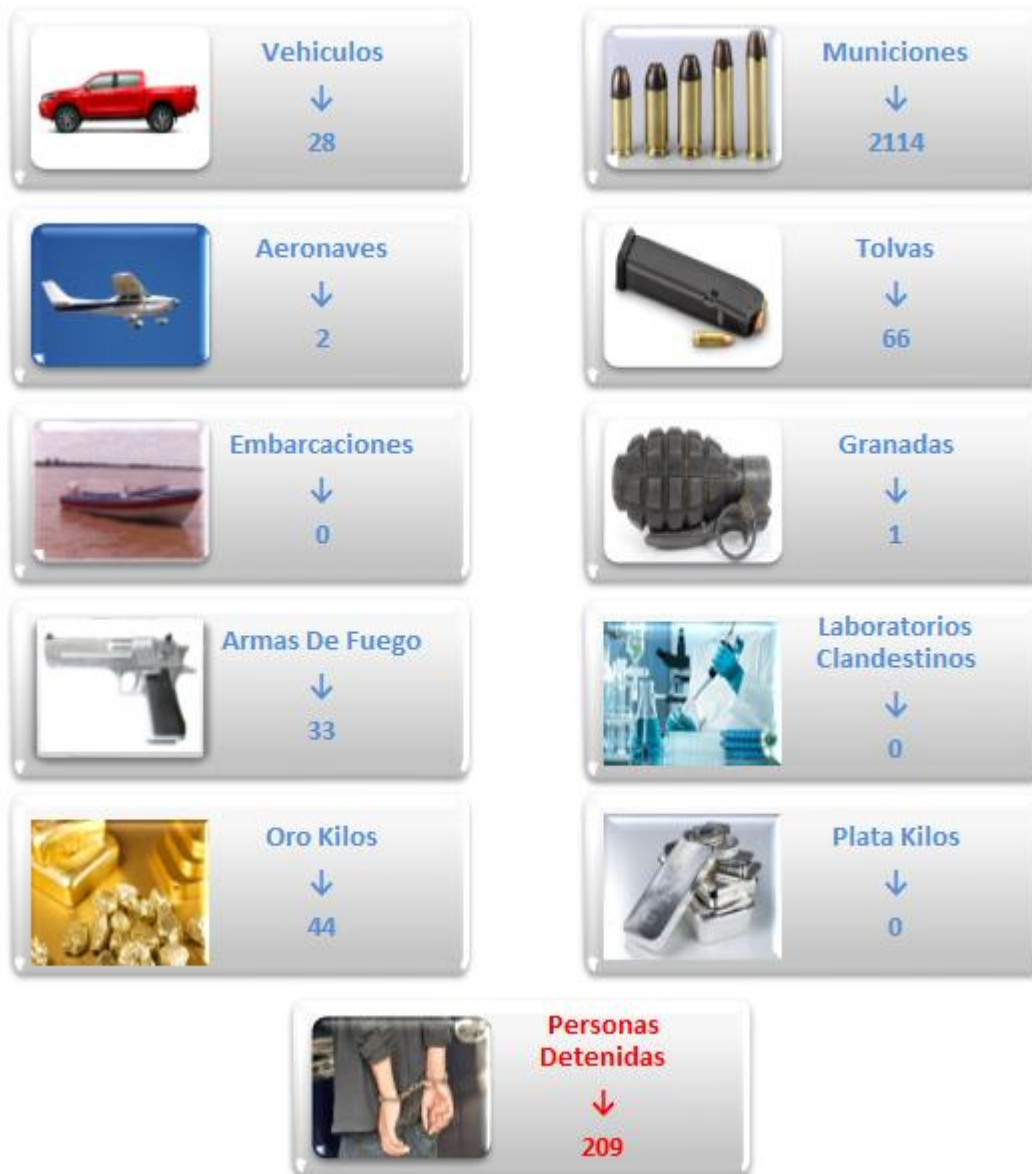 Vehiculos
↓
28
Municiones
↓
2114
Aeronaves
↓
2
Tolvas
↓
66
Embarcaciones
↓
0
Granadas
↓
1
Armas De Fuego
↓
33
Laboratorios
Clandestinos
↓
0
Oro Kilos
↓
44
Plata Kilos
↓
0
Personas
Detenidas
↓
209